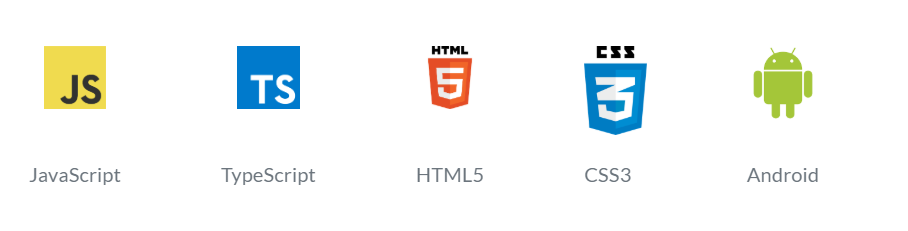 JS TS HTML 5 CSS 3
JavaScript TypeScript HTML5 CSS3 Android